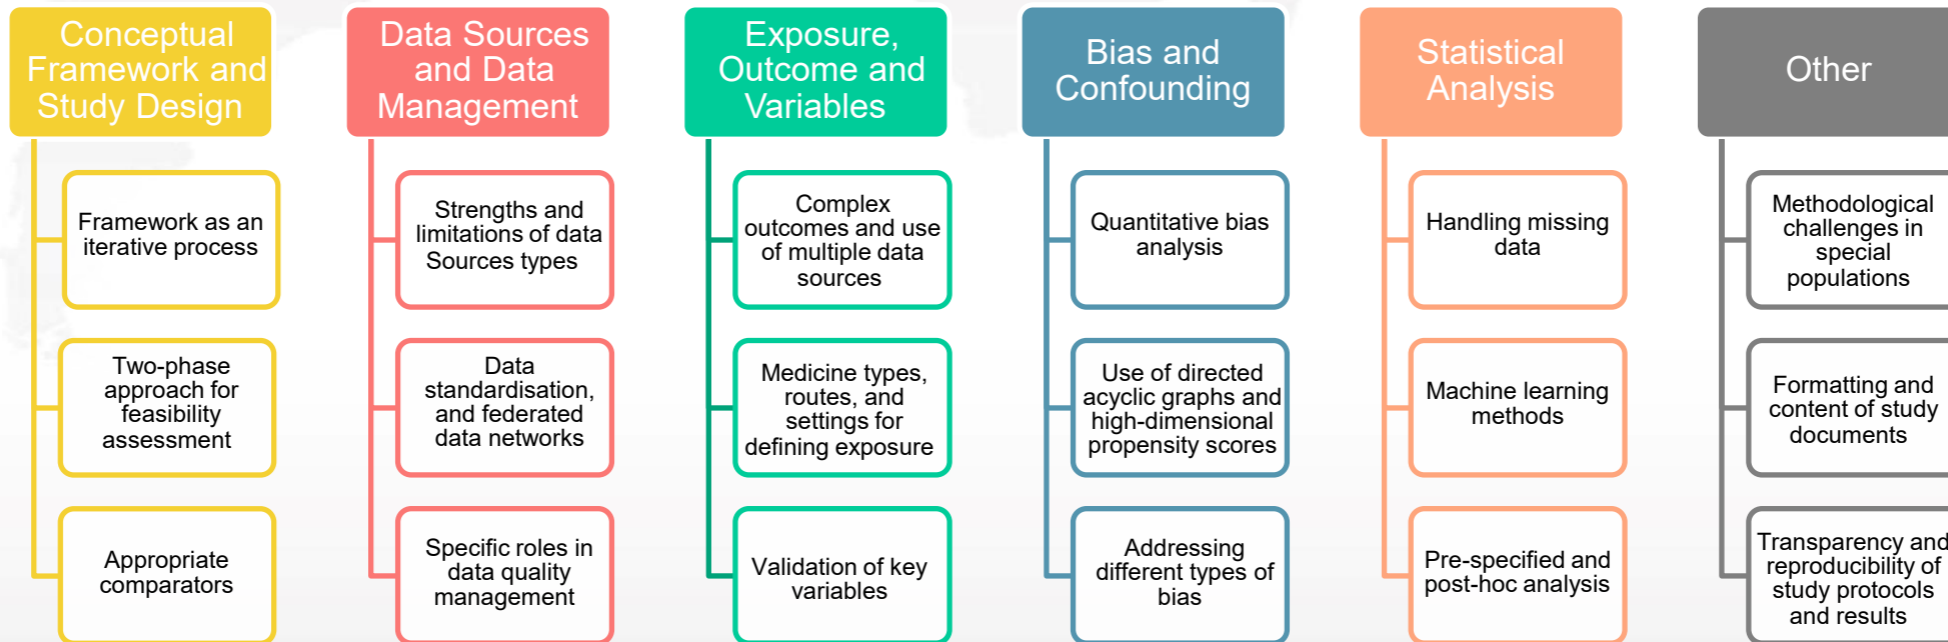 Conceptual
Framework and
Study Design
Framework as an
iterative process
Two-phase
approach for
feasibility
assessment
Appropriate
comparators
Data Sources
and Data
Management
Strengths and
limitations of data
Sources types
Data
standardisation,
and federated
data networks
Specific roles in
data quality
management
Exposure,
Outcome and
Variables
Complex
outcomes and use
of multiple data
sources
Medicine types,
routes, and
settings for
defining exposure
Validation of key
variables
Bias and
Confounding
Quantitative bias
analysis
Use of directed
acyclic graphs and
high-dimensional
propensity scores
Addressing
different types of
bias
Statistical
Analysis
Handling missing
data
Machine learning
methods
Pre-specified and
post-hoc analysis
Other
Methodological
challenges in
special
populations
Formatting and
content of study
documents
Transparency and
reproducibility of
study protocols
and results